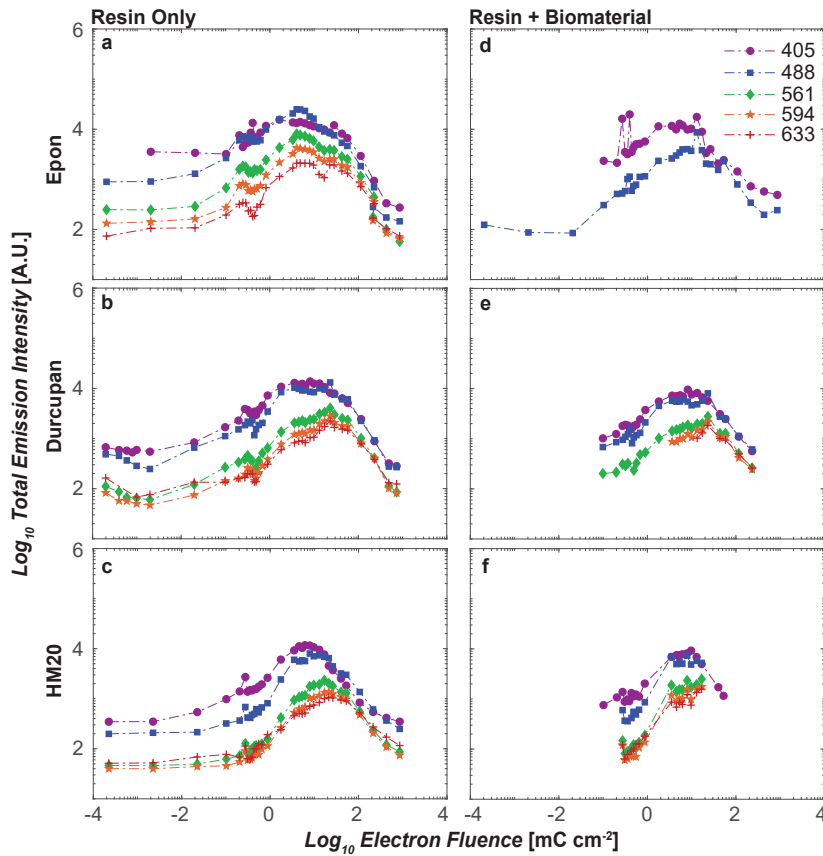 Resin Only
Resin + Biomaterial
a
d
405
488
561
594
633
6
4
2
Epon
b
e
6
4
2
Durcupan
c
f
6
4
2
HM20
-4
-2
0
2
4
-4
-2
0
2
4
Log10 Total Emission Intensity [A.U.]
Log10 Electron Fluence [mC cm-2]